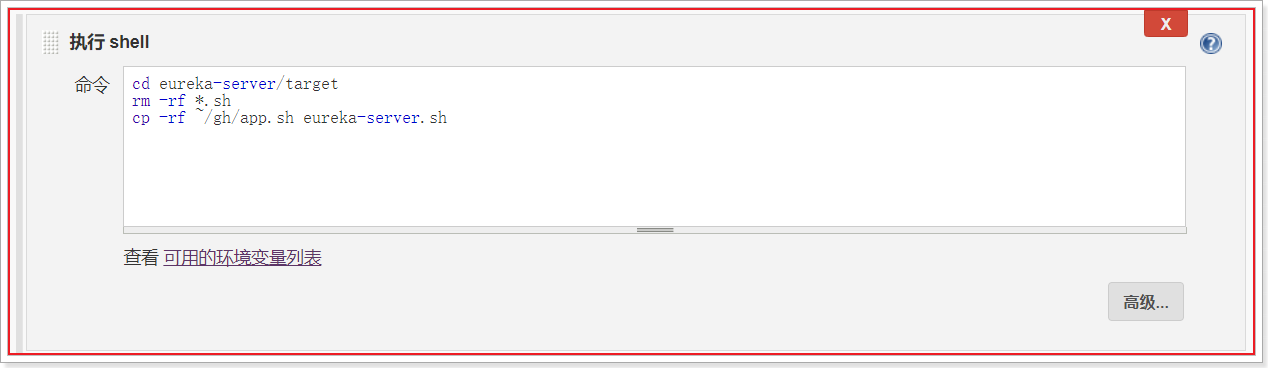 X
执行 shell
?
命令
cd eureka-server/target
rm -rf *.sh
cp -rf ~/gh/app.sh eureka-server.sh
查看 可用的环境变量列表
高级...